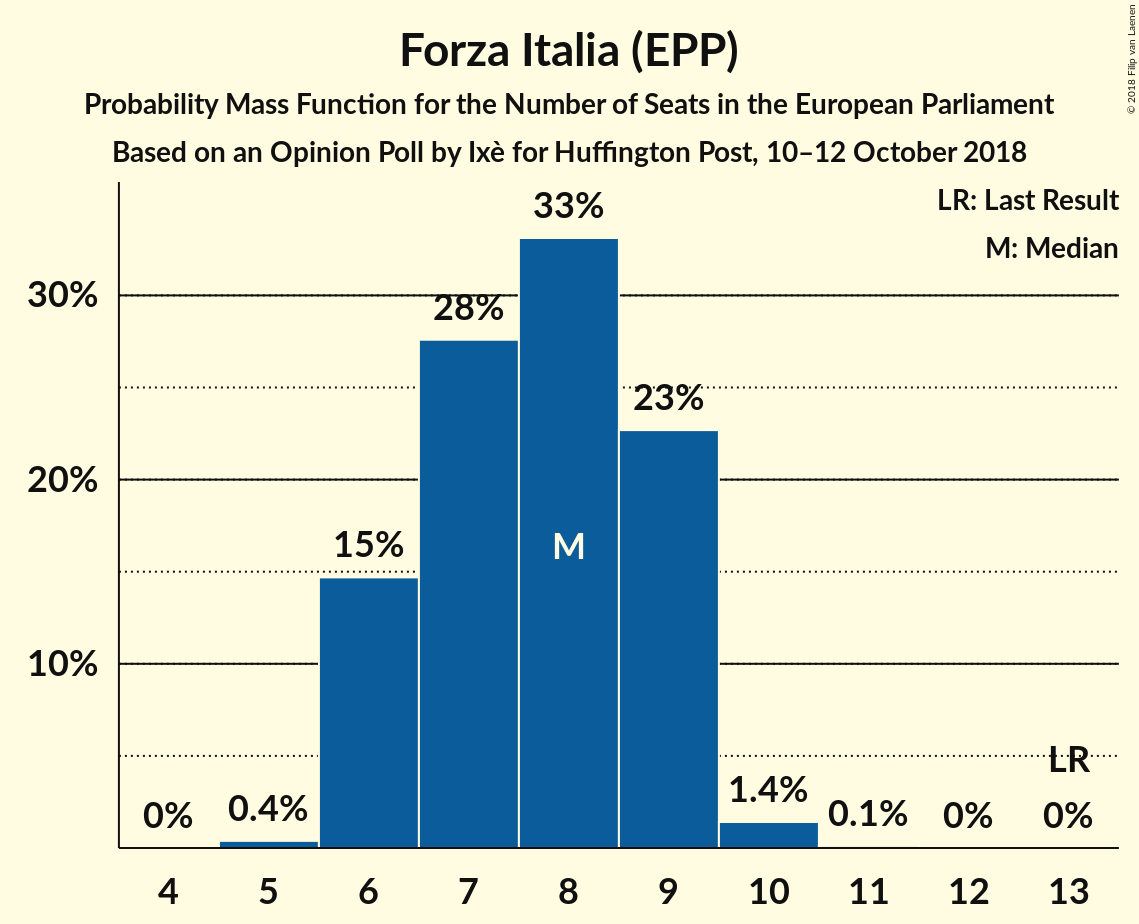 Forza Italia (EPP)
Probability Mass Function for the Number of Seats in the European Parliament
Based on an Opinion Poll by Ixè for Huffington Post, 10–12 October 2018
© 2018 Filip van Laenen
LR: Last Result
M: Median
30%
20%
10%
0%
0.4%
15%
28%
33%
M
23%
1.4%
0.1%
0%
LR
0%
4 5 6 7 8 9 10 11 12 13